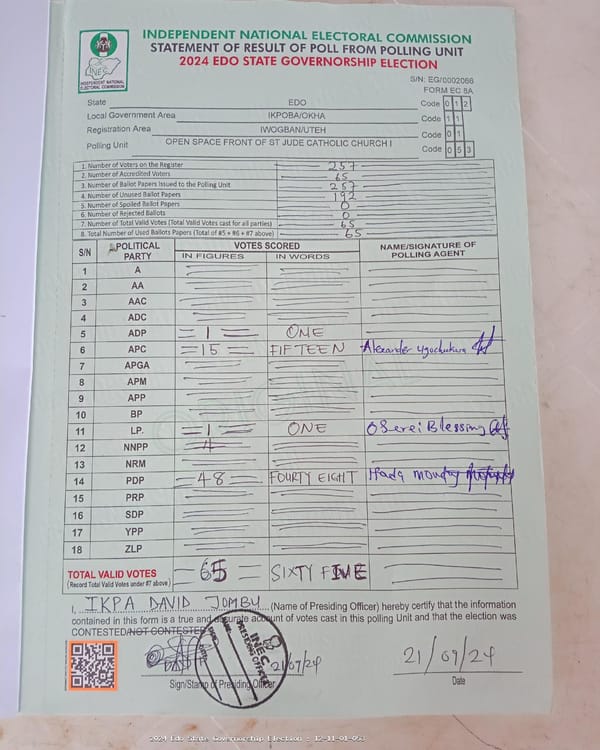 INDEPENDENT NATIONAL ELECTORAL COMMISSION
STATEMENT OF RESULT OF POLL FROM POLLING UNIT
2024 EDO STATE GOVERNORSHIP ELECTION
INEC
INDEPENDENT NATIONAL ELECTORAL COMMISSION
S/N: EG/0002066
FORM EC 8A
State EDO Code 0 1 2
Local Government Area IKPOBA/OKHA Code 1 1
Registration Area IWOGBAN/UTEH Code 0 1
Polling Unit OPEN SPACE FRONT OF ST JUDE CATHOLIC CHURCH I Code 0 5 3
1. Number of Voters on the Register 257
2. Number of Accredited Voters 65
3. Number of Ballot Papers Issued to the Polling Unit 257
4. Number of Unused Ballot Papers 192
5. Number of Spoiled Ballot Papers 0
6. Number of Rejected Ballots 0
7. Number of Total Valid Votes (Total Valid Votes cast for all parties) 65
8. Total Number of Used Ballots Papers (Total of #5 + #6 + #7 above) 65
S/N POLITICAL PARTY VOTES SCORED NAME/SIGNATURE OF POLLING AGENT
IN FIGURES IN WORDS
1 A
2 AA
3 AAC
4 ADC
5 ADP 1 ONE
6 APC 15 FIFTEEN Alexander Ugochukwu
7 APGA
8 APM
9 APP
10 BP
11 LP. 1 ONE Oserei Blessing
12 NNPP
13 NRM
14 PDP 48 FOURTY EIGHT Monday
15 PRP
16 SDP
17 YPP
18 ZLP
TOTAL VALID VOTES 65 SIXTY FIVE
(Record Total Valid Votes under #7 above)
I, IKPA DAVID JOMBU (Name of Presiding Officer) hereby certify that the information
contained in this form is a true and accurate account of votes cast in this polling Unit and that the election was
CONTESTED/NOT CONTESTED
INEC
PRESIDING OFFICER
21/09/24
Sign/Stamp of Presiding Officer
21/09/24
Date
2024 Edo State Governorship Election : 12-11-01-053